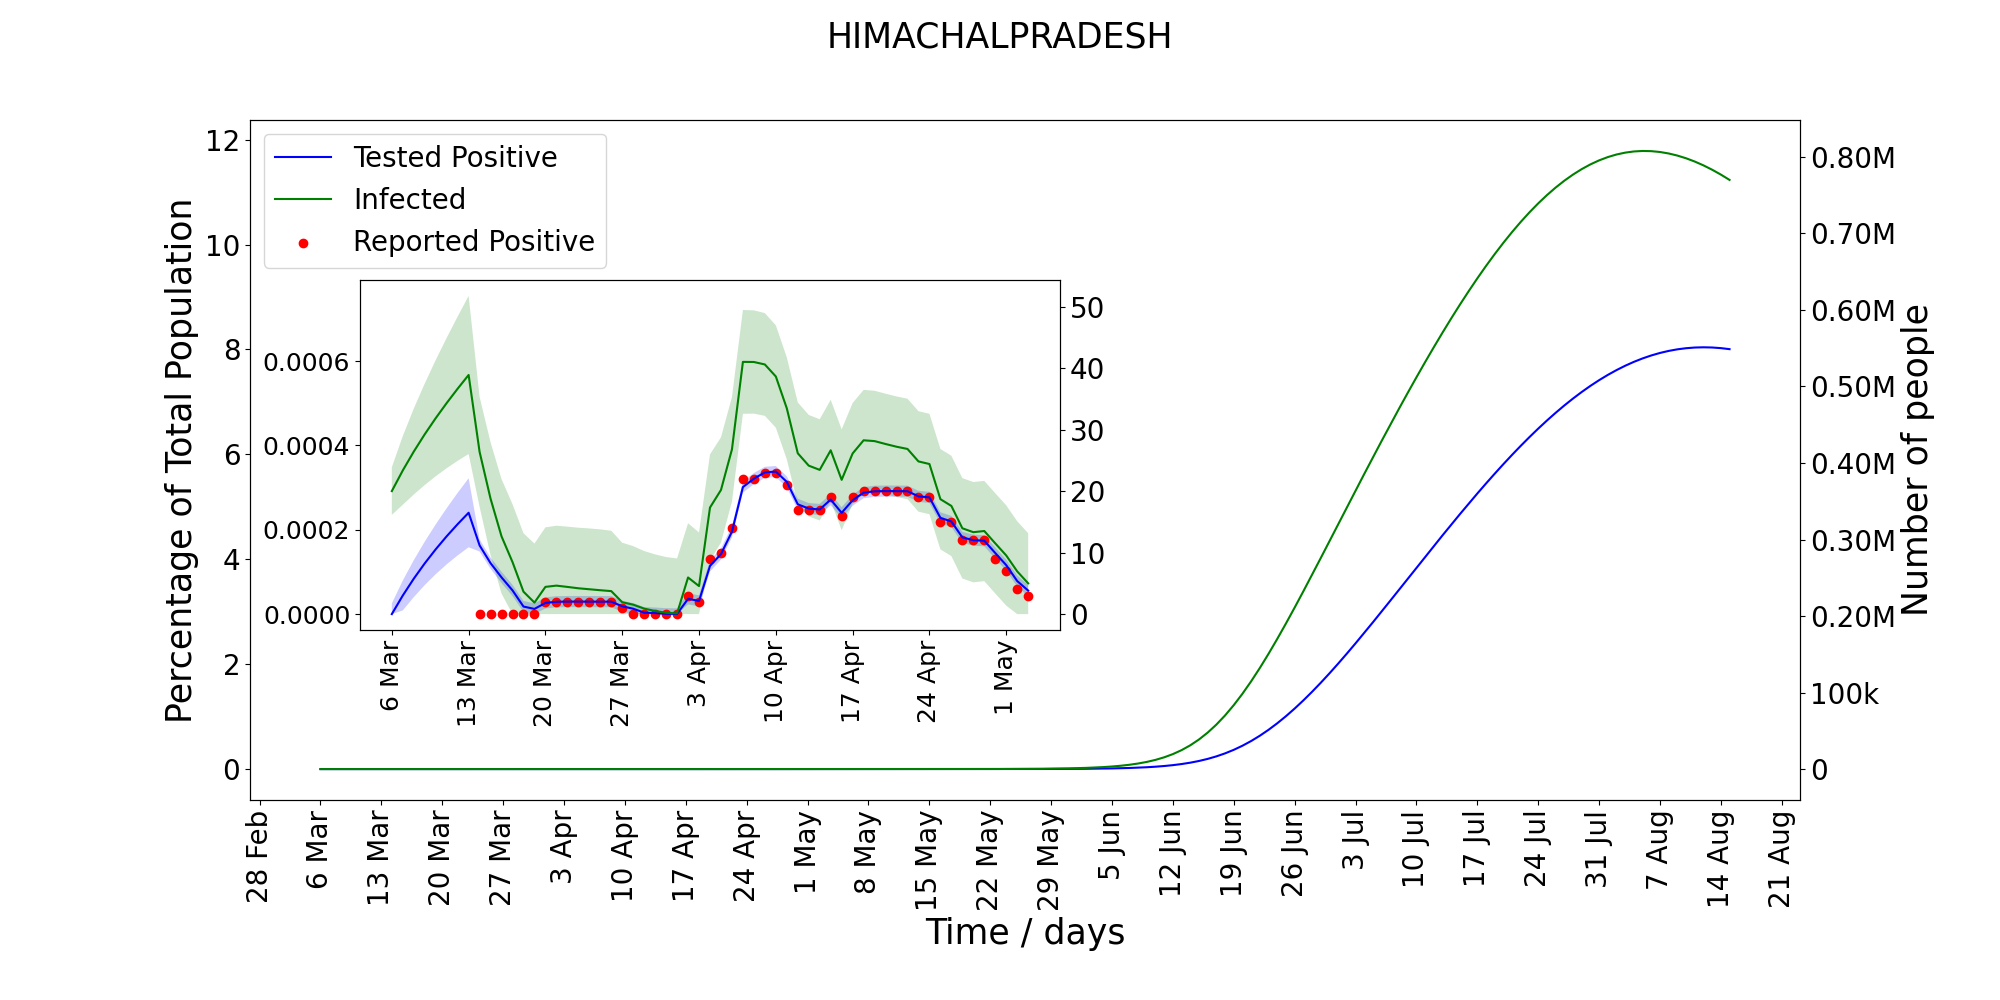 HIMACHALPRADESH
Percentage of Total Population
12
10
8
6
4
2
0
Tested Positive
Infected
Reported Positive
0.0006
0.0004
0.0002
0.0000
50
40
30
20
10
0
6 Mar
13 Mar
20 Mar
27 Mar
3 Apr
10 Apr
17 Apr
24 Apr
1 May
0.80M
0.70M
0.60M
0.50M
0.40M
0.30M
0.20M
100k
0
Number of people
28 Feb
6 Mar
13 Mar
20 Mar
27 Mar
3 Apr
10 Apr
17 Apr
24 Apr
1 May
8 May
15 May
22 May
29 May
5 Jun
12 Jun
19 Jun
26 Jun
3 Jul
10 Jul
17 Jul
24 Jul
31 Jul
7 Aug
14 Aug
21 Aug
Time / days